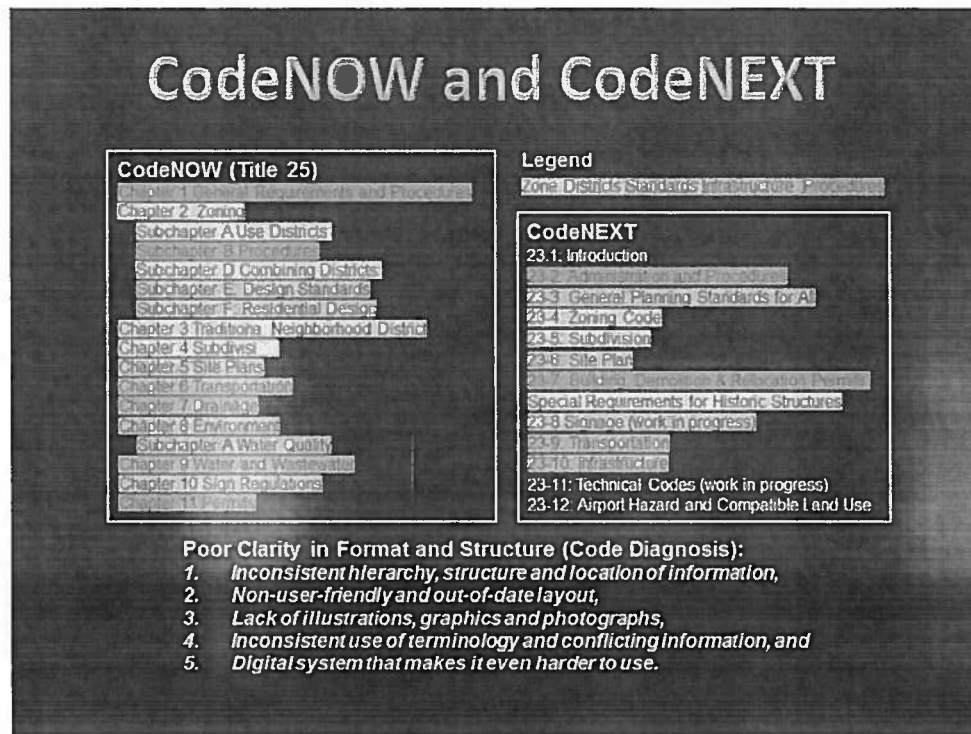 CodeNOW and CodeNEXT
CodeNOW (Title 25)
Chapter 1 General Requirements and Procedures
Chapter 2 Zoning
Subchapter A Use Districts
Subchapter B Procedures
Subchapter D Combining Districts
Subchapter E: Design Standards
Subchapter F: Residential Design
Chapter 3 Traditional Neighborhood District
Chapter 4 Subdivisi
Chapter 5 Site Plans
Chapter 6 Transportation
Chapter 7 Drainage
Chapter 8 Environment
Subchapter A Water Quality
Chapter 9 Water and Wastewater
Chapter 10 Sign Regulations
Chapter 11 Permits
Legend
Zone Districts Standards Infrastructure Procedures
CodeNEXT
23.1: Introduction
23-2: Administration and Procedures
23-3: General Planning Standards for All
23-4: Zoning Code
23-5: Subdivision
23-6: Site Plan
23-7: Building, Demolition & Relocation Permits
Special Requirements for Historic Structures
23-8 Signage (work in progress)
23-9: Transportation
23-10: Infrastructure
23-11: Technical Codes (work in progress)
23-12: Airport Hazard and Compatible Land Use
Poor Clarity in Format and Structure (Code Diagnosis):
1. Inconsistent hierarchy, structure and location of information,
2. Non-user-friendly and out-of-date layout,
3. Lack of illustrations, graphics and photographs,
4. Inconsistent use of terminology and conflicting information, and
5. Digital system that makes it even harder to use.